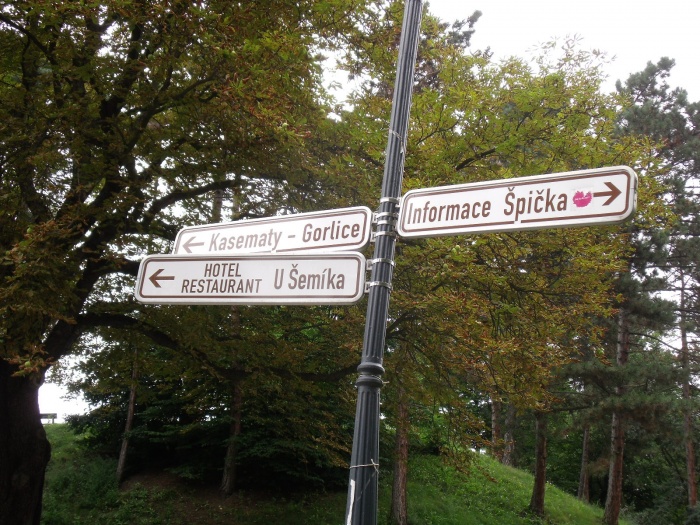 Kasematy - Gorlice
HOTEL
RESTAURANT U Šemíka
Informace Špička